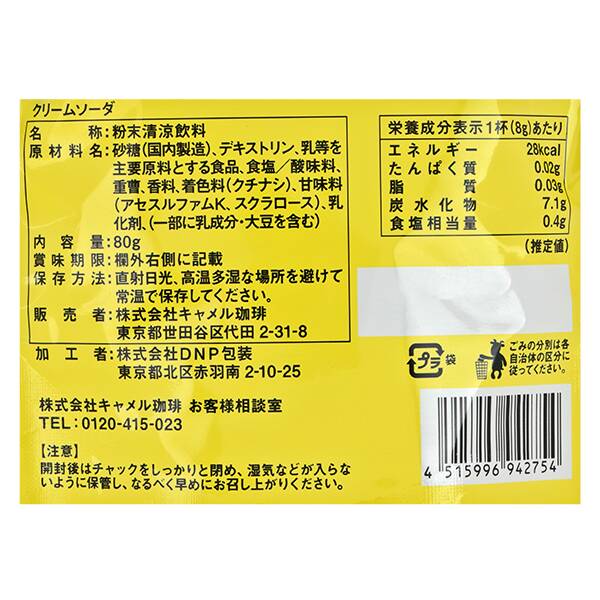 クリームソーダ
名　　称:粉末清涼飲料
原材料名:砂糖(国内製造)、デキストリン、乳等を
主要原料とする食品、食塩／酸味料、
重曹、香料、着色料(クチナシ)、甘味料
(アセスルファムK、スクラロース)、乳
化剤、(一部に乳成分・大豆を含む)
内 容 量:80g
賞味期限:欄外右側に記載
保存方法:直射日光、高温多湿な場所を避けて
常温で保存してください。
販 売 者:株式会社キャメル珈琲
東京都世田谷区代田 2-31-8
加 工 者:株式会社DNP包装
東京都北区赤羽南 2-10-25
株式会社キャメル珈琲 お客様相談室
TEL:0120-415-023
【注意】
開封後はチャックをしっかりと閉め、湿気などが入らな
いように保管し、なるべく早めにお召し上がりください。
栄養成分表示1杯(8g)あたり
エネルギー 28kcal
たんぱく質 0.02g
脂　　質 0.03g
炭水化物 7.1g
食塩相当量 0.4g
(推定値)
プラ 袋
ごみの分別は各
自治体の区分に
従ってください。
4 515996 942754